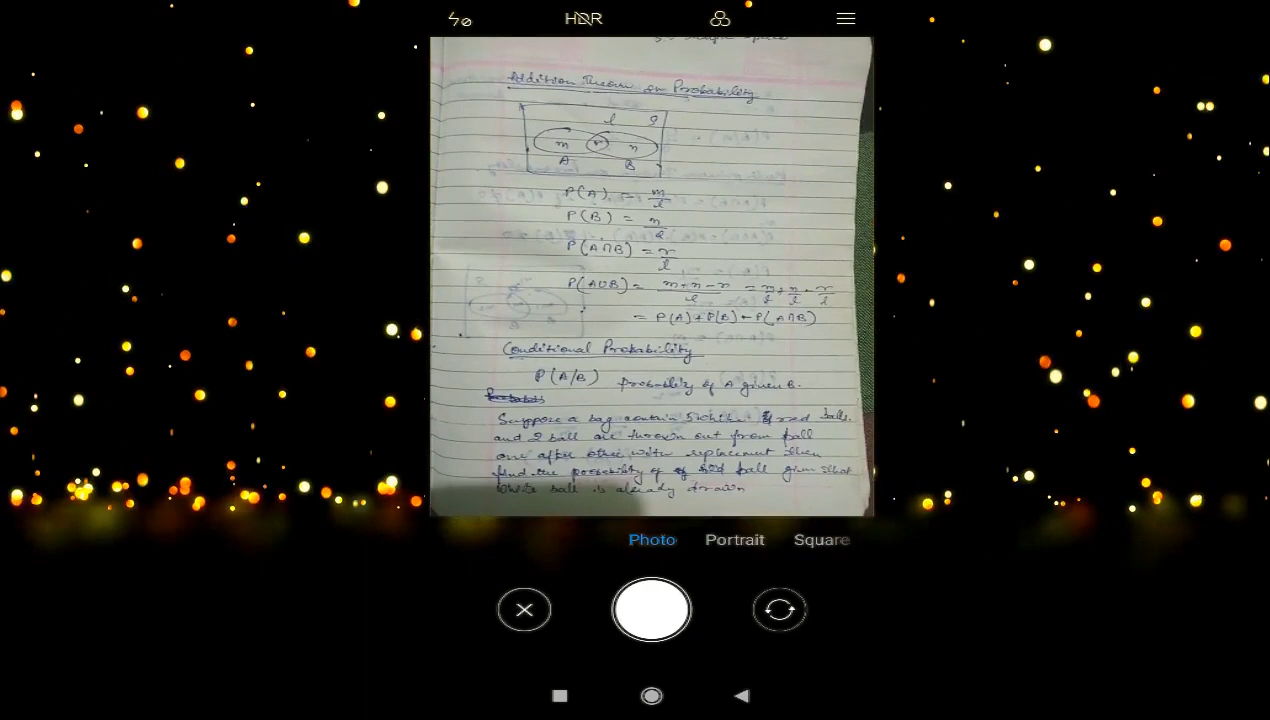 HDR
Addition Theorem on Probability
l S
m r n
A B
P(A) = m/l
P(B) = n/l
P(A∩B) = r/l
P(A∪B) = m+n-r/l = m/l + n/l - r/l
= P(A)+P(B)-P(A∩B)
Conditional Probability
P(A/B) probability of A given B.
Suppose a bag contain 5 white 4 red balls.
and 2 ball are thrown out from ball
one after other with replacement then
find the probability of red ball given that
white ball is already drawn
Photo Portrait Square